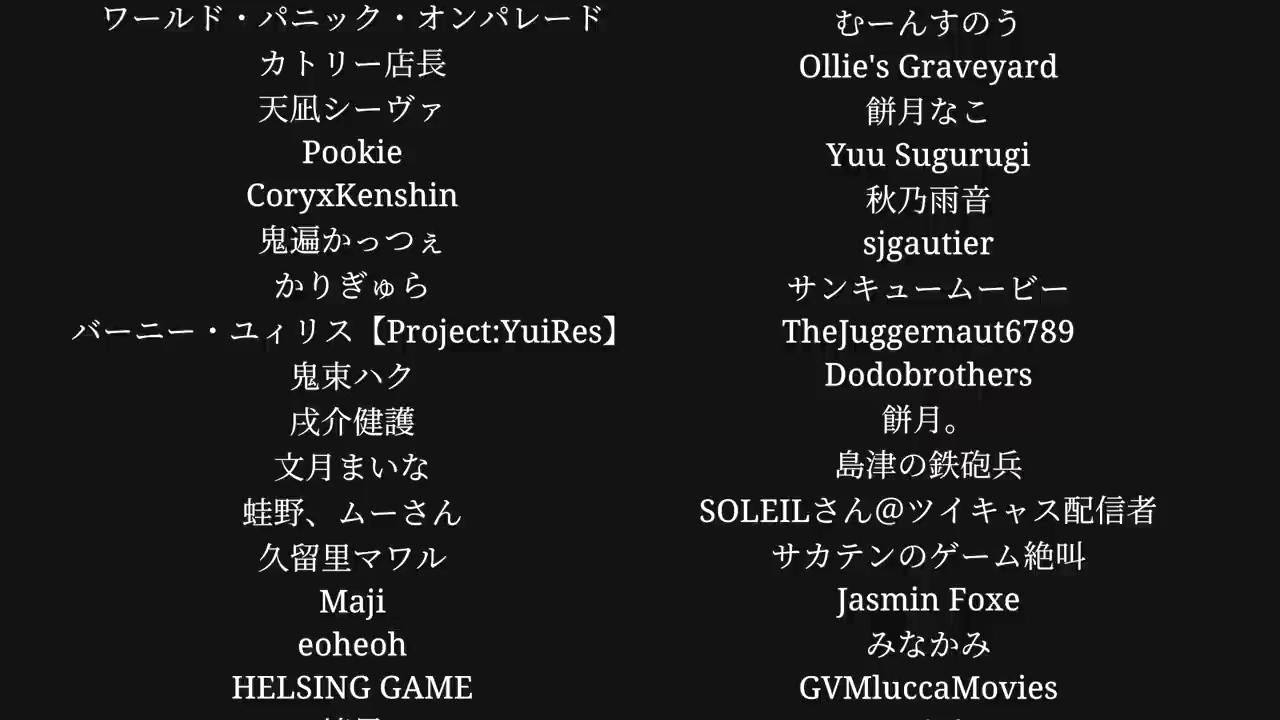 ワールド・パニック・オンパレード
カトリー店長
天凪シーヴァ
Pookie
CoryxKenshin
鬼遍かっつぇ
かりぎゅら
バーニー・ユィリス【Project:YuiRes】
鬼束ハク
戌介健護
文月まいな
蛙野、ムーさん
久留里マワル
Maji
eoheoh
HELSING GAME
むーんすのう
Ollie's Graveyard
餅月なこ
Yuu Sugurugi
秋乃雨音
sjgautier
サンキュームービー
TheJuggernaut6789
Dodobrothers
餅月。
島津の鉄砲兵
SOLEILさん@ツイキャス配信者
サカテンのゲーム絶叫
Jasmin Foxe
みなかみ
GVMluccaMovies